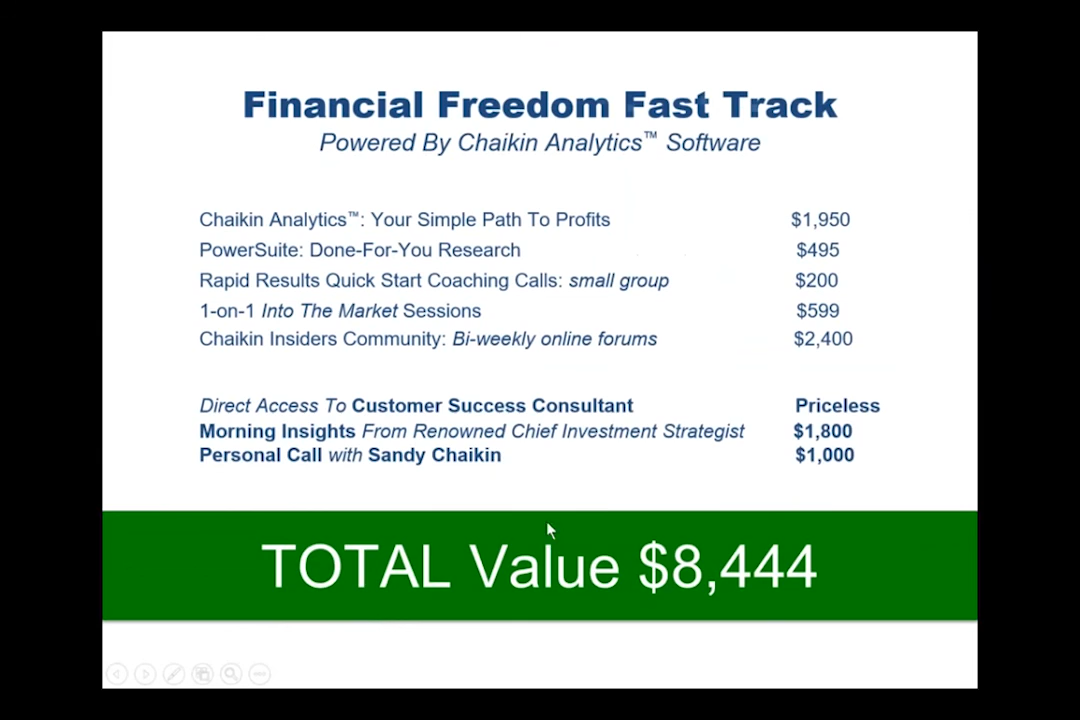 Financial Freedom Fast Track
Powered By Chaikin Analytics™ Software
Chaikin Analytics™: Your Simple Path To Profits $1,950
PowerSuite: Done-For-You Research $495
Rapid Results Quick Start Coaching Calls: small group $200
1-on-1 Into The Market Sessions $599
Chaikin Insiders Community: Bi-weekly online forums $2,400
Direct Access To Customer Success Consultant Priceless
Morning Insights From Renowned Chief Investment Strategist $1,800
Personal Call with Sandy Chaikin $1,000
TOTAL Value $8,444